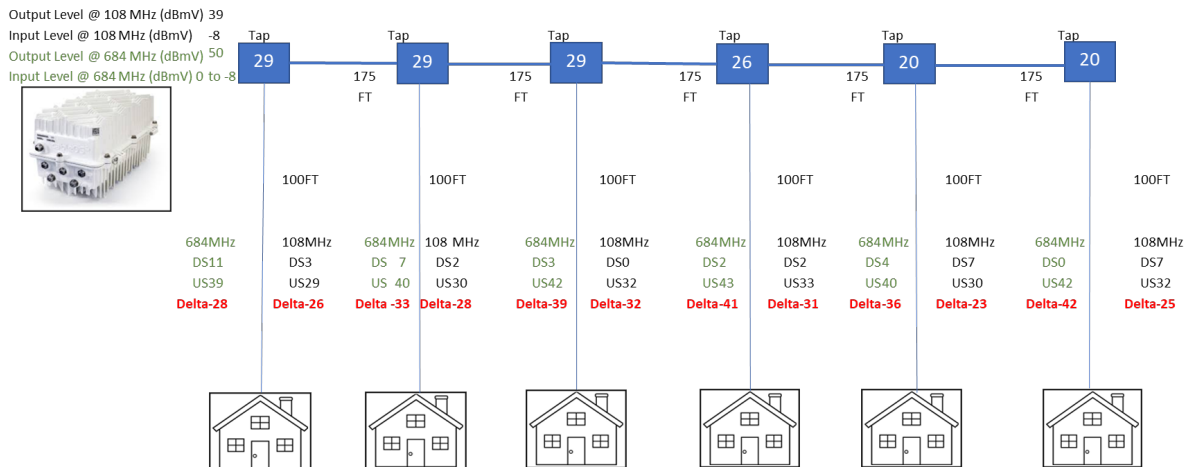 Output Level @ 108 MHz (dBmV) 39
Input Level @ 108 MHz (dBmV) -8
Output Level @ 684 MHz (dBmV) 50
Input Level @ 684 MHz (dBmV) 0 to -8
Tap Tap Tap Tap Tap Tap
29 29 29 26 20 20
175 175 175 175 175
FT FT FT FT FT
100FT 100FT 100FT 100FT 100FT 100FT
684MHz 108MHz 684MHz 108 MHz 684MHz 108MHz 684MHz 108MHz 684MHz 108MHz 684MHz 108MHz
DS11 DS3 DS 7 DS2 DS3 DS0 DS2 DS2 DS4 DS7 DS0 DS7
US39 US29 US 40 US30 US42 US32 US43 US33 US40 US30 US42 US32
Delta-28 Delta-26 Delta -33 Delta-28 Delta-39 Delta-32 Delta-41 Delta-31 Delta-36 Delta-23 Delta-42 Delta-25